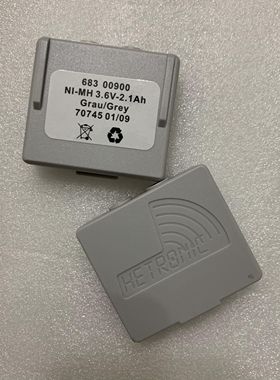 683 00900
NI-MH 3.6V-2.1Ah
Grau/Grey
70745 01/09
HETRONIC